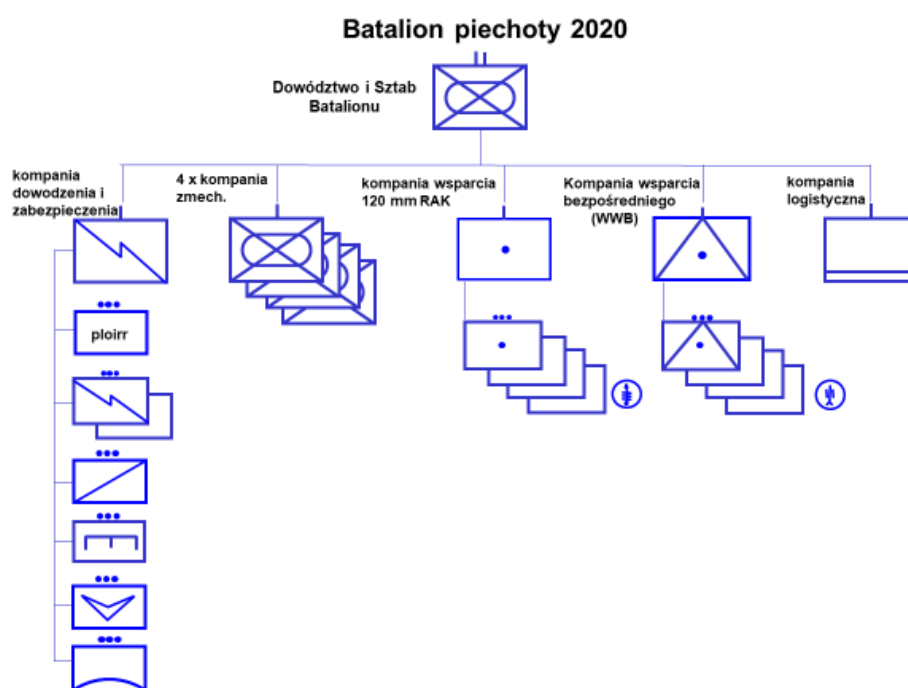 Batalion piechoty 2020
Dowództwo i Sztab
Batalionu
kompania
dowodzenia i
zabezpieczenia
4 x kompania
zmech.
kompania wsparcia
120 mm RAK
Kompania wsparcia
bezpośredniego
(WWB)
kompania
logistyczna
ploirr